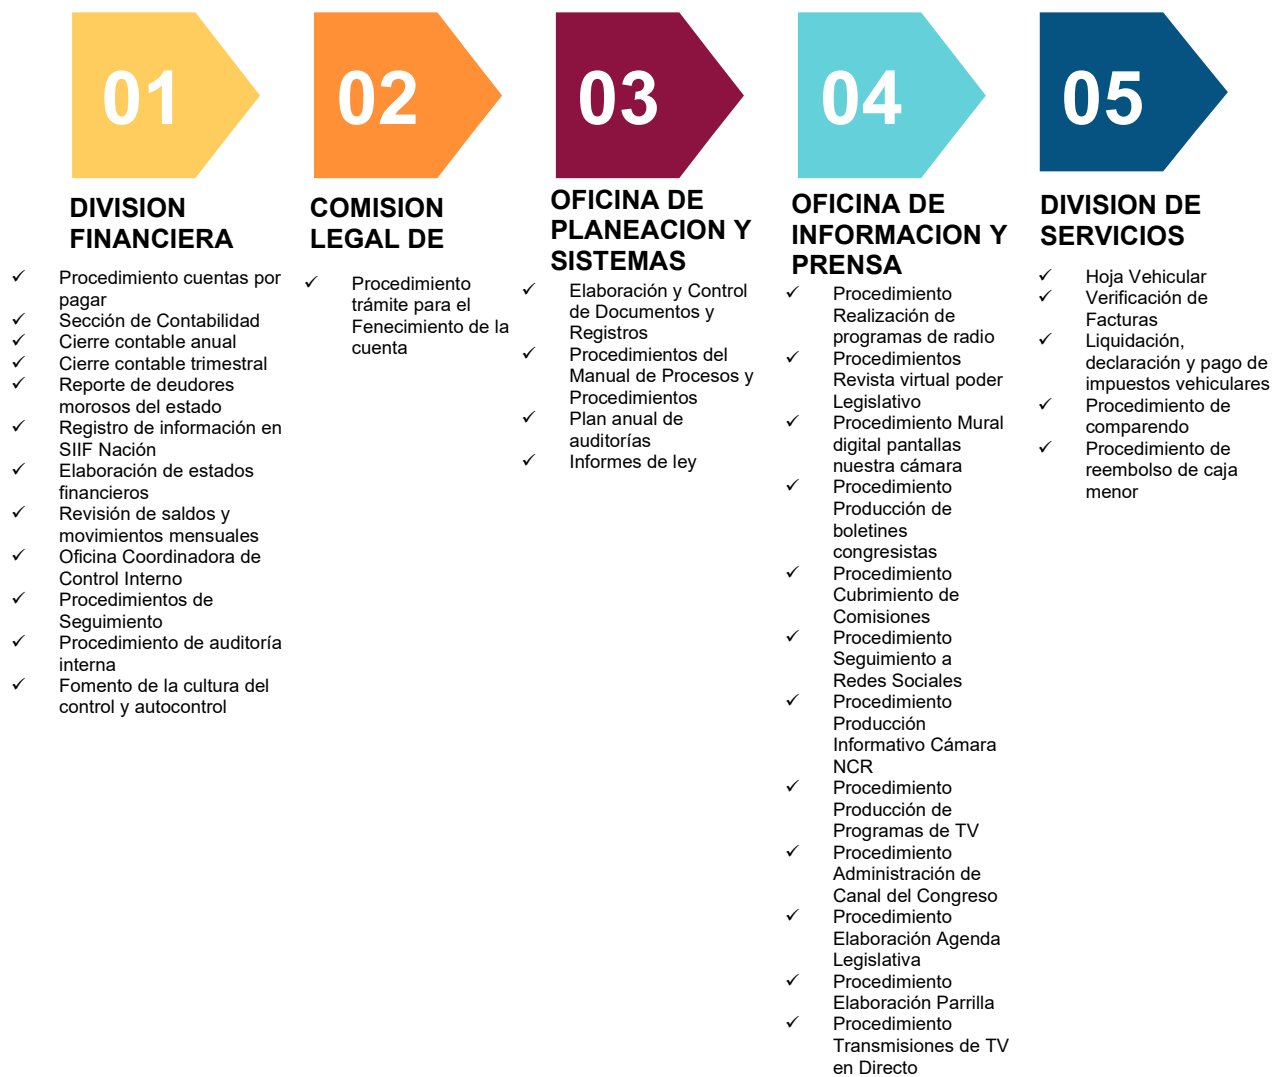 01
DIVISION
FINANCIERA
✓ Procedimiento cuentas por
pagar
✓ Sección de Contabilidad
✓ Cierre contable anual
✓ Cierre contable trimestral
✓ Reporte de deudores
morosos del estado
✓ Registro de información en
SIIF Nación
✓ Elaboración de estados
financieros
✓ Revisión de saldos y
movimientos mensuales
✓ Oficina Coordinadora de
Control Interno
✓ Procedimientos de
Seguimiento
✓ Procedimiento de auditoría
interna
✓ Fomento de la cultura del
control y autocontrol
02
COMISION
LEGAL DE
✓ Procedimiento
trámite para el
Fenecimiento de la
cuenta
03
OFICINA DE
PLANEACION Y
SISTEMAS
✓ Elaboración y Control
de Documentos y
Registros
✓ Procedimientos del
Manual de Procesos y
Procedimientos
✓ Plan anual de
auditorías
✓ Informes de ley
04
OFICINA DE
INFORMACION Y
PRENSA
✓ Procedimiento
Realización de
programas de radio
✓ Procedimientos
Revista virtual poder
Legislativo
✓ Procedimiento Mural
digital pantallas
nuestra cámara
✓ Procedimiento
Producción de
boletines
congresistas
✓ Procedimiento
Cubrimiento de
Comisiones
✓ Procedimiento
Seguimiento a
Redes Sociales
✓ Procedimiento
Producción
Informativo Cámara
NCR
✓ Procedimiento
Producción de
Programas de TV
✓ Procedimiento
Administración de
Canal del Congreso
✓ Procedimiento
Elaboración Agenda
Legislativa
✓ Procedimiento
Elaboración Parrilla
✓ Procedimiento
Transmisiones de TV
en Directo
05
DIVISION DE
SERVICIOS
✓ Hoja Vehicular
✓ Verificación de
Facturas
✓ Liquidación,
declaración y pago de
impuestos vehiculares
✓ Procedimiento de
comparendo
✓ Procedimiento de
reembolso de caja
menor